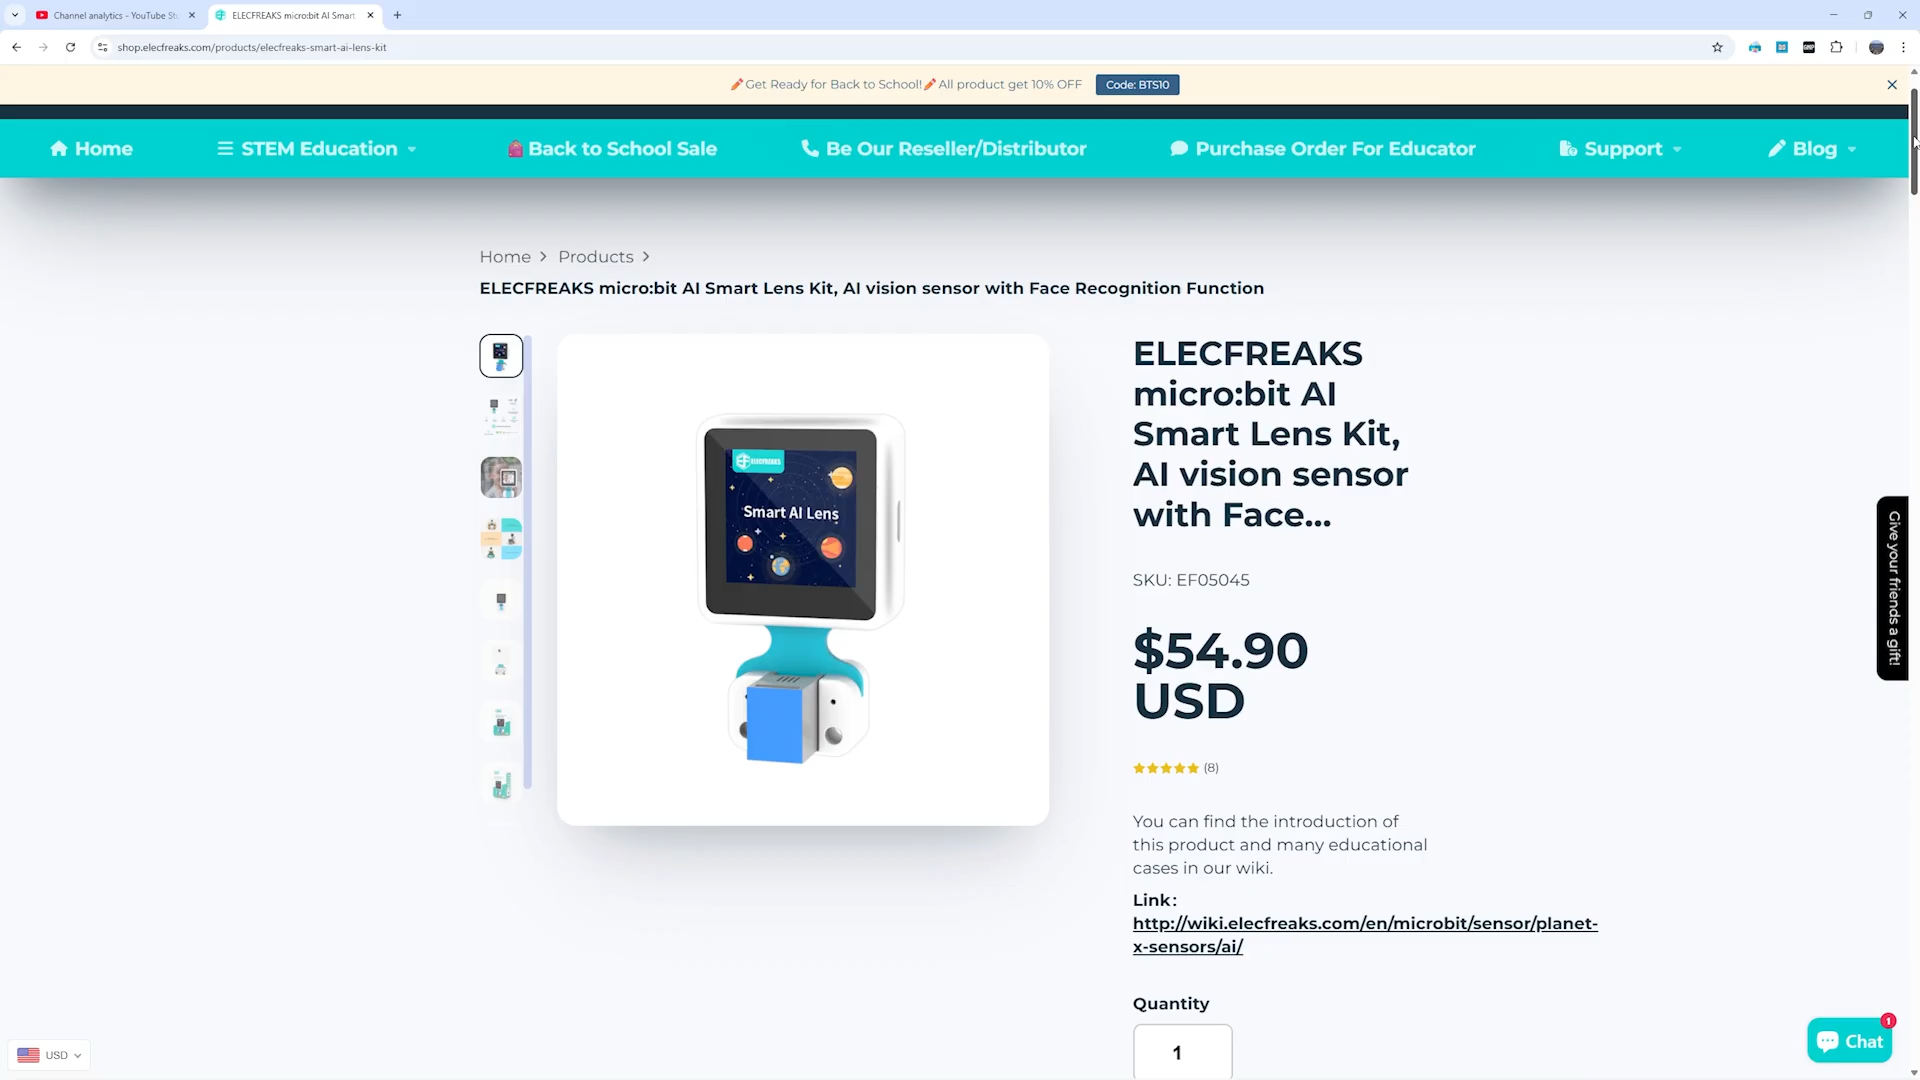 Channel analytics - YouTube St
ELECFREAKS micro:bit AI Smart
shop.elecfreaks.com/products/elecfreaks-smart-ai-lens-kit
Get Ready for Back to School! All product get 10% OFF
Code: BTS10
Home
STEM Education
Back to School Sale
Be Our Reseller/Distributor
Purchase Order For Educator
Support
Blog
Home > Products >
ELECFREAKS micro:bit AI Smart Lens Kit, AI vision sensor with Face Recognition Function
ELECFREAKS
Smart AI Lens
ELECFREAKS
micro:bit AI
Smart Lens Kit,
AI vision sensor
with Face...
SKU: EF05045
$54.90
USD
(8)
You can find the introduction of
this product and many educational
cases in our wiki.
Link:
http://wiki.elecfreaks.com/en/microbit/sensor/planet-
x-sensors/ai/
Quantity
1
Give your friends a gift!
USD
Chat
1